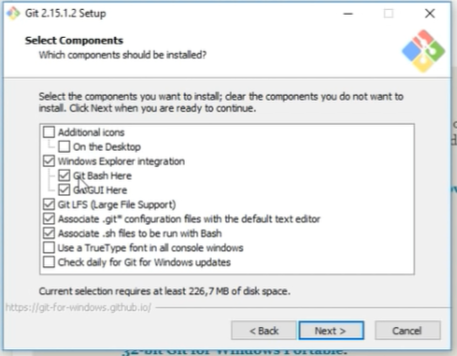 Git 2.15.1.2 Setup
Select Components
Which components should be installed?
Select the components you want to install; clear the components you do not want to
install. Click Next when you are ready to continue.
Additional icons
On the Desktop
Windows Explorer integration
Git Bash Here
Git GUI Here
Git LFS (Large File Support)
Associate .git* configuration files with the default text editor
Associate .sh files to be run with Bash
Use a TrueType font in all console windows
Check daily for Git for Windows updates
Current selection requires at least 226,7 MB of disk space.
https://git-for-windows.github.io/
< Back
Next >
Cancel
32-bit Git for Windows Portable.